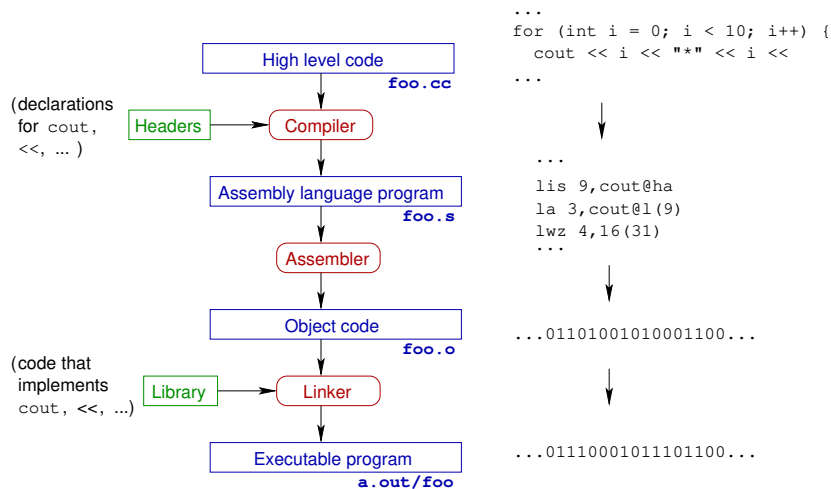 High level code
foo.cc
(declarations
for cout,
<<, ... )
Headers
Compiler
Assembly language program
foo.s
Assembler
Object code
foo.o
(code that
implements
cout, <<, ...)
Library
Linker
Executable program
a.out/foo
...
for (int i = 0; i < 10; i++) {
cout << i << "*" << i <<
...
...
lis 9,cout@ha
la 3,cout@l(9)
lwz 4,16(31)
...
...01101001010001100...
...01110001011101100...